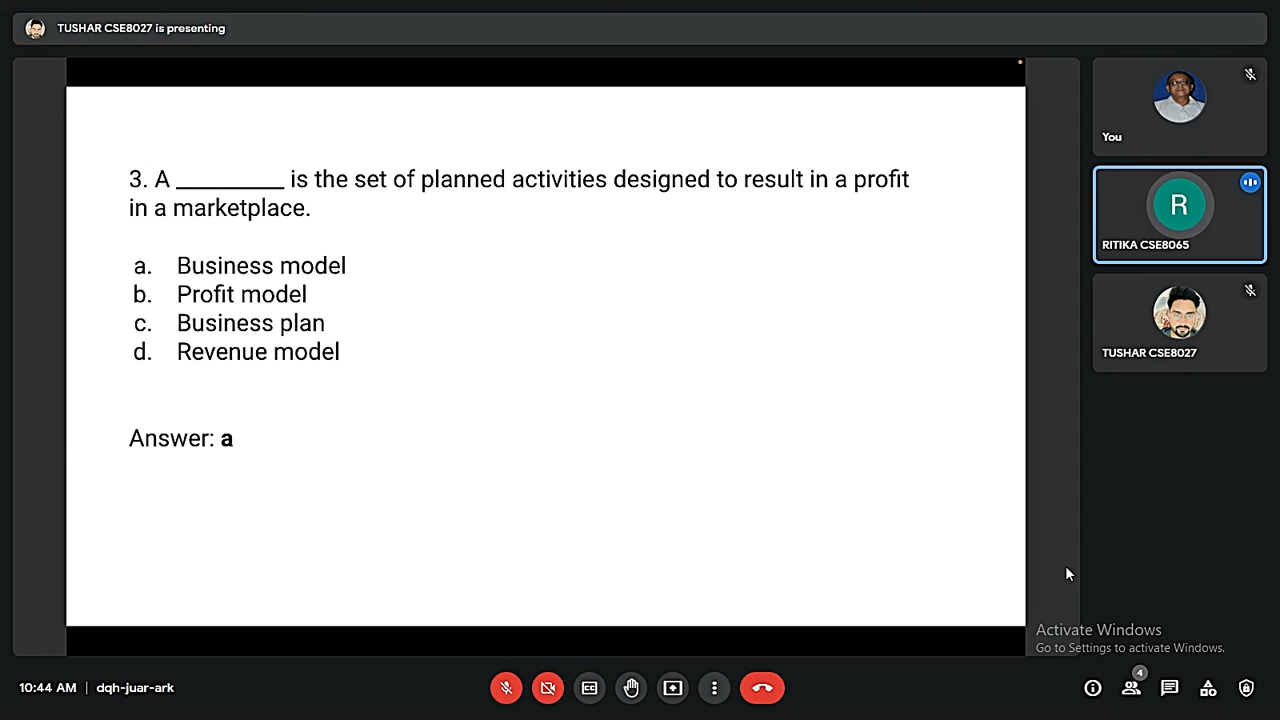 TUSHAR CSE8027 is presenting
3. A _________ is the set of planned activities designed to result in a profit
in a marketplace.
a. Business model
b. Profit model
c. Business plan
d. Revenue model
Answer: a
You
R
RITIKA CSE8065
TUSHAR CSE8027
Activate Windows
Go to Settings to activate Windows.
10:44 AM | dqh-juar-ark
CC
4